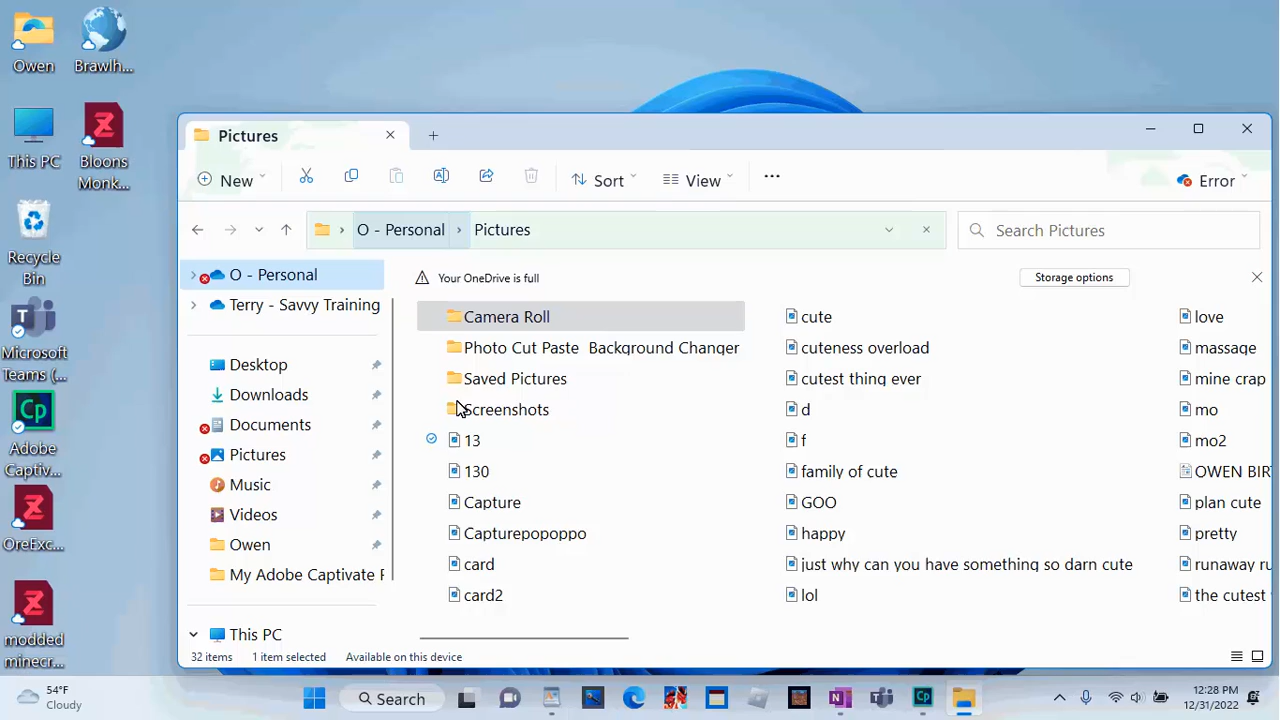 Owen
Brawlh...
This PC
Bloons
Monk...
Recycle
Bin
Microsoft
Teams (...
Adobe
Captiv...
OreExc...
modded
minecr...
Pictures
New
Sort
View
Error
O - Personal
Pictures
Search Pictures
O - Personal
Terry - Savvy Training
Desktop
Downloads
Documents
Pictures
Music
Videos
Owen
My Adobe Captivate P
This PC
Your OneDrive is full
Storage options
Camera Roll
Photo Cut Paste Background Changer
Saved Pictures
Screenshots
13
130
Capture
Capturepopoppo
card
card2
cute
cuteness overload
cutest thing ever
d
f
family of cute
GOO
happy
just why can you have something so darn cute
lol
love
massage
mine crap
mo
mo2
OWEN BIR
plan cute
pretty
runaway ru
the cutest
32 items
1 item selected
Available on this device
54°F
Cloudy
Search
12:28 PM
12/31/2022